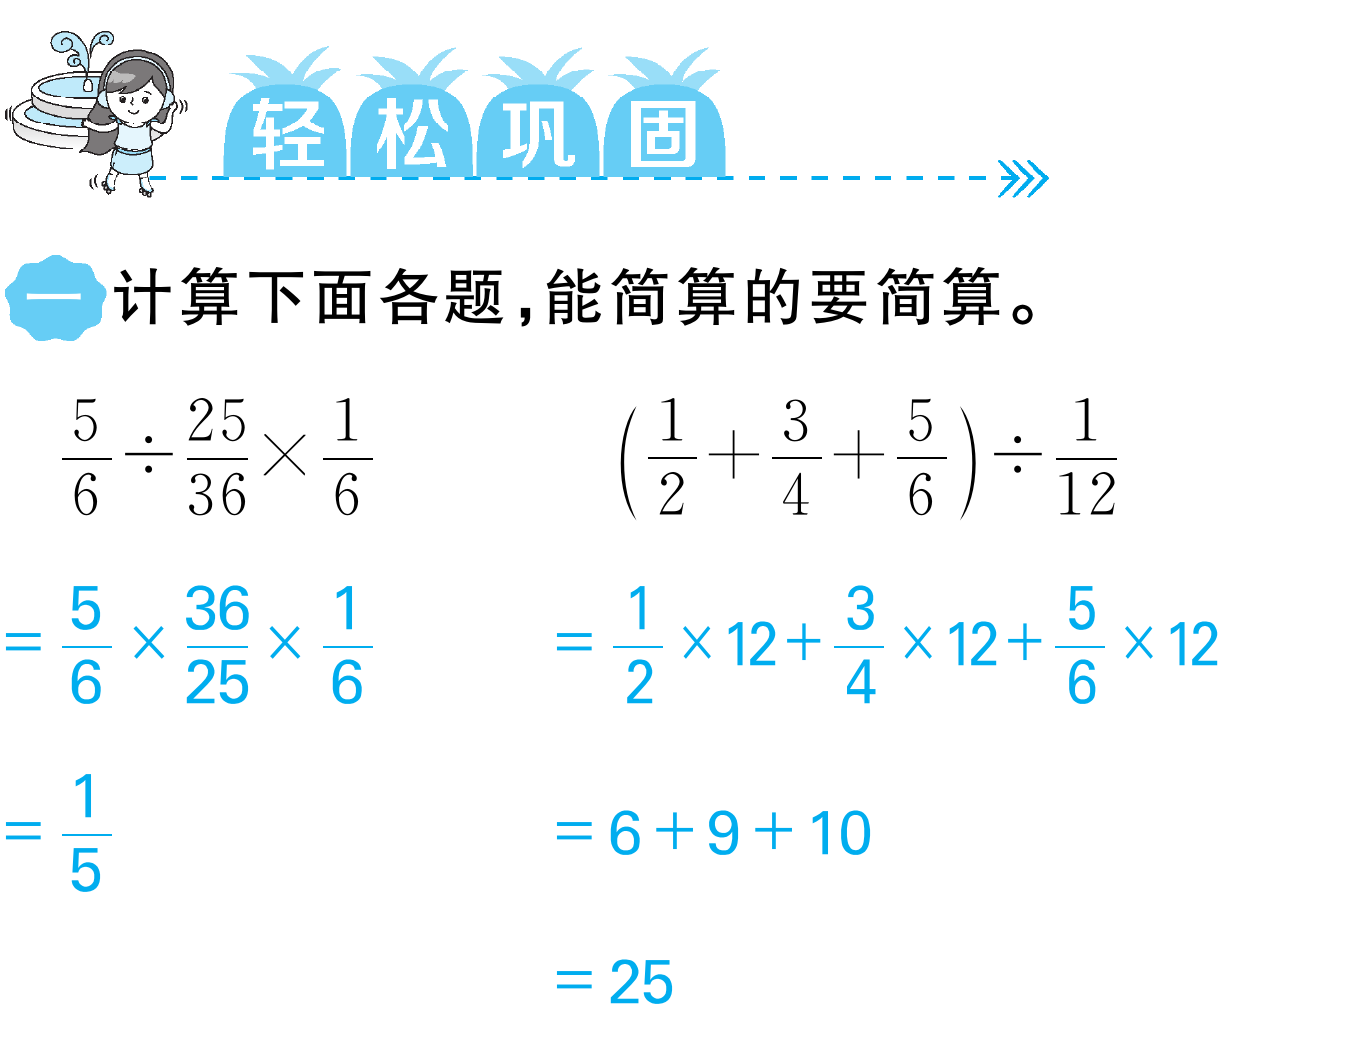 轻松巩固
一 计算下面各题,能简算的要简算。
5/6 ÷ 25/36 × 1/6
(1/2 + 3/4 + 5/6) ÷ 1/12
= 5/6 × 36/25 × 1/6
= 1/2 × 12 + 3/4 × 12 + 5/6 × 12
= 1/5
= 6 + 9 + 10
= 25